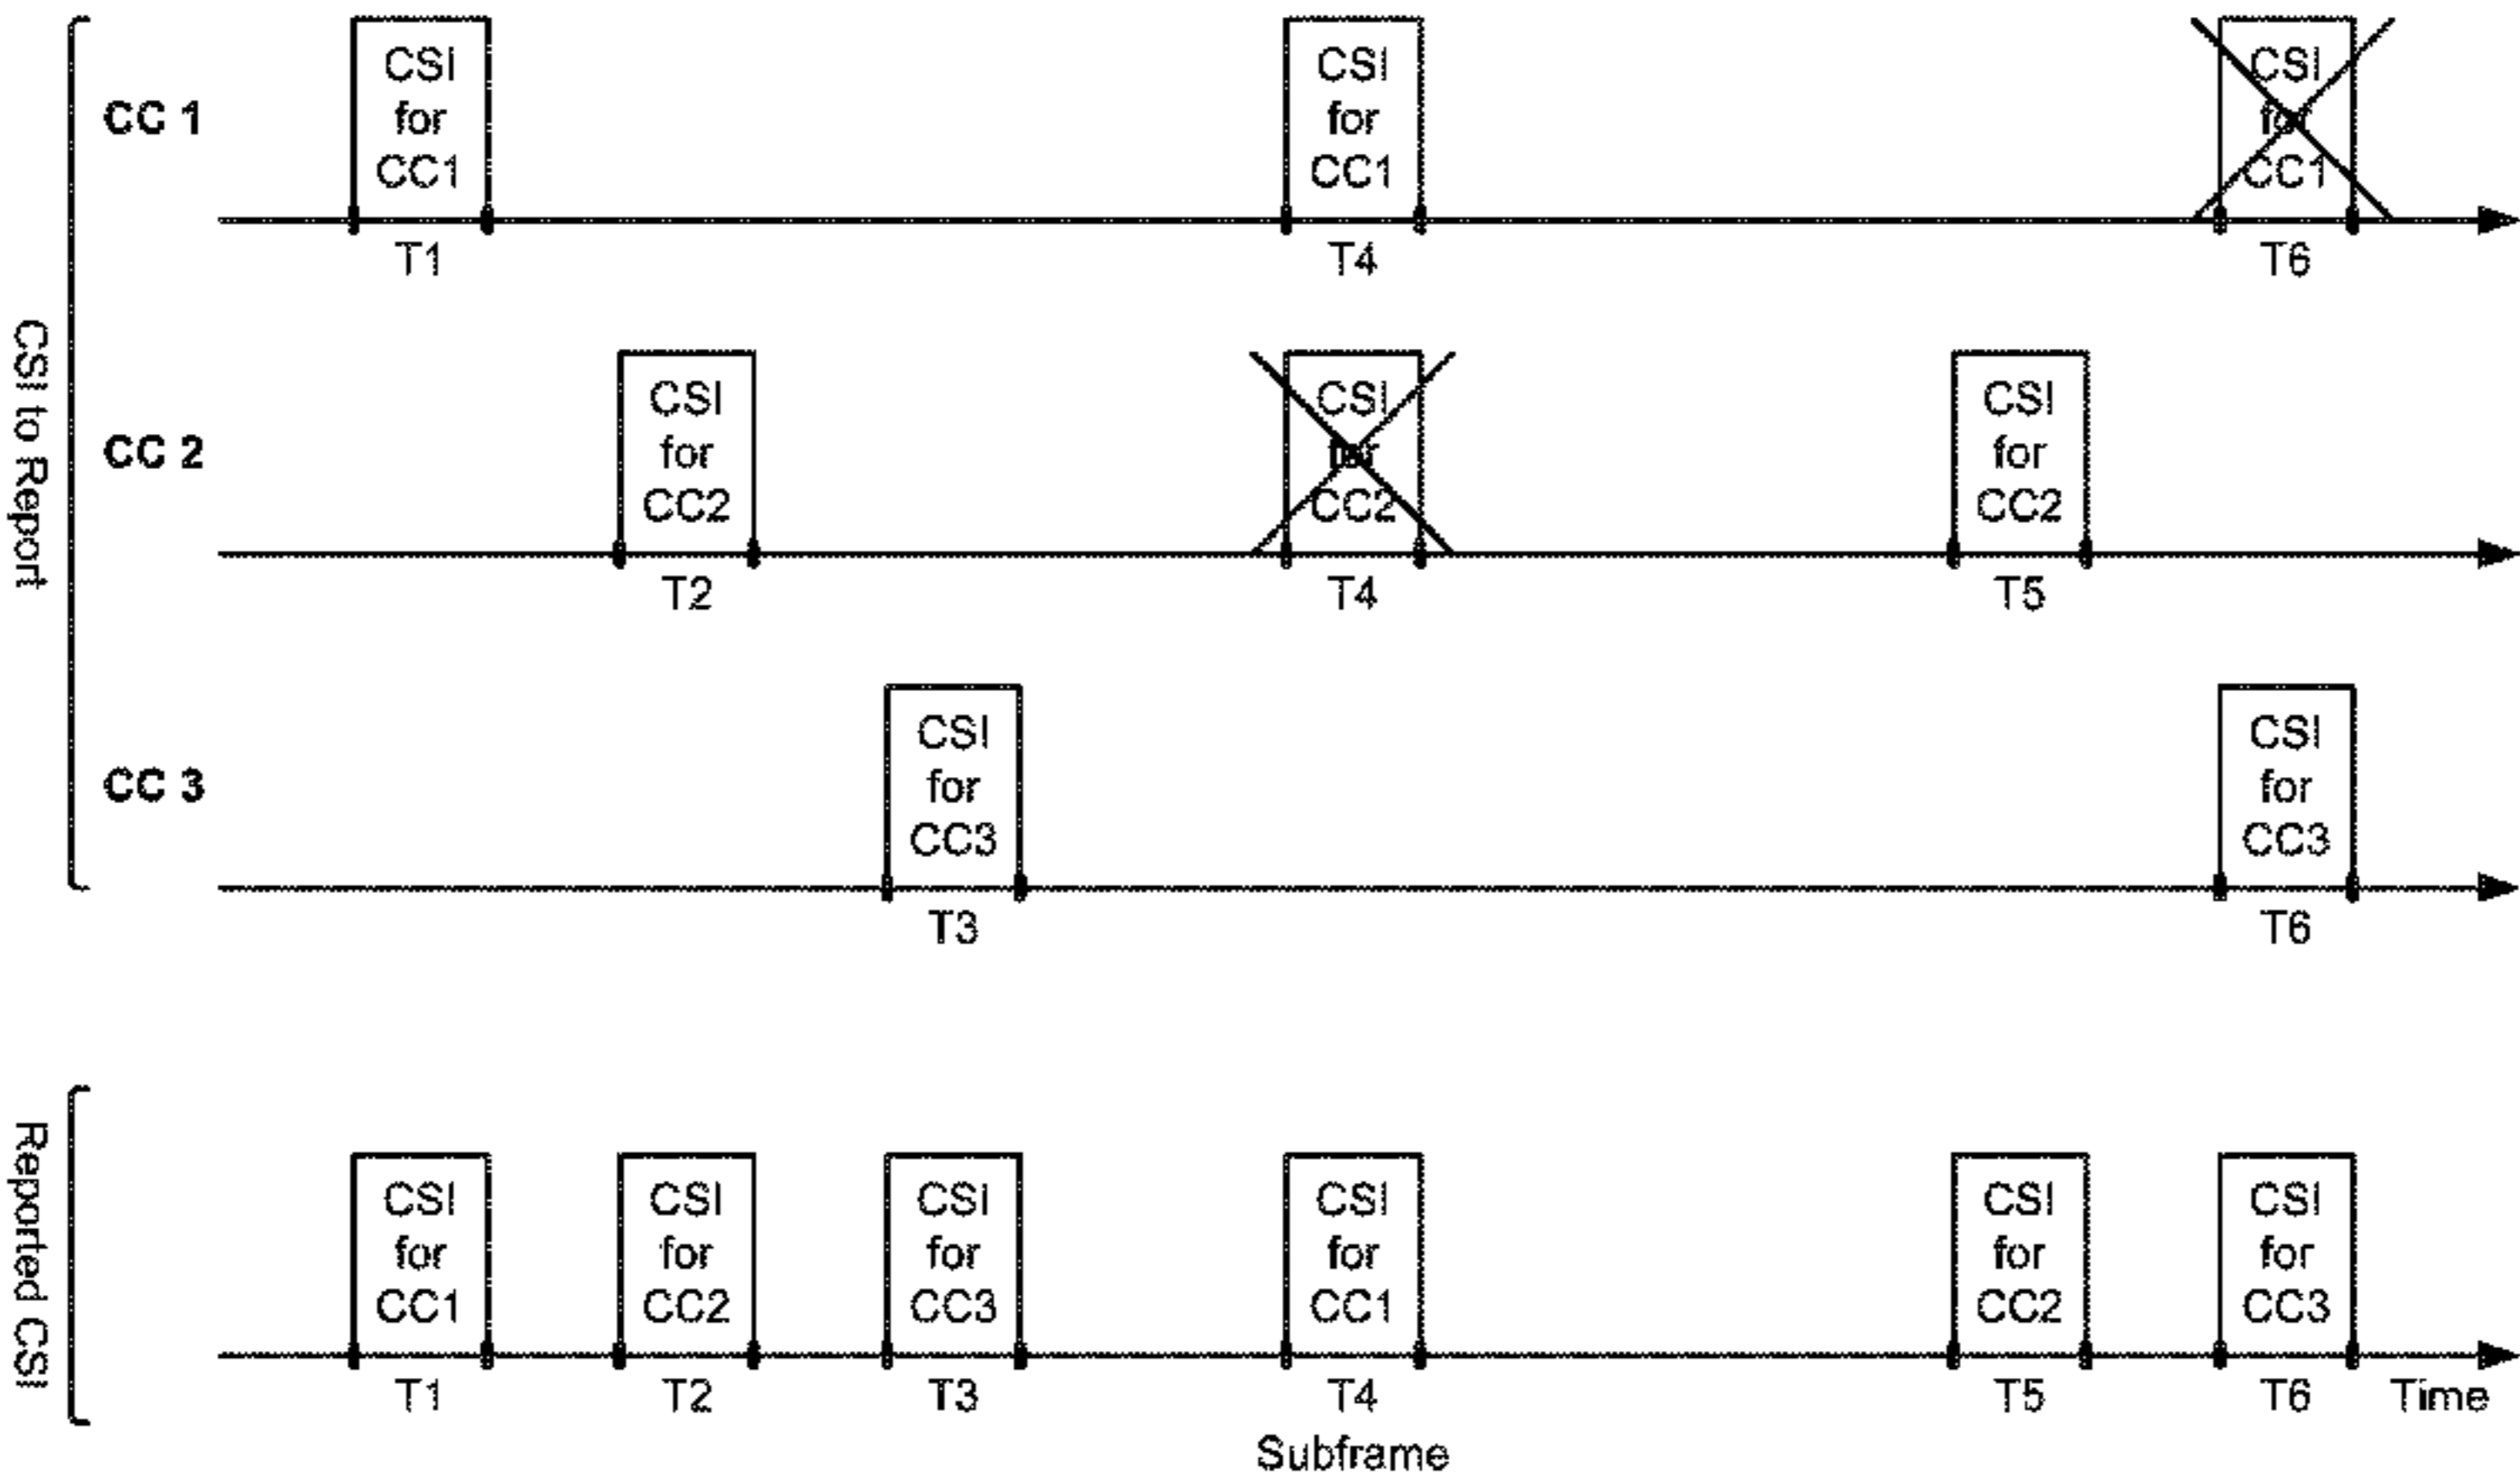 CSI to Report
CC 1
CSI
for
CC1
CSI
for
CC1
CSI
for
CC1
T1
T4
T6
CC 2
CSI
for
CC2
CSI
for
CC2
CSI
for
CC2
T2
T4
T5
CC 3
CSI
for
CC3
CSI
for
CC3
T3
T6
Reported CSI
CSI
for
CC1
CSI
for
CC2
CSI
for
CC3
CSI
for
CC1
CSI
for
CC2
CSI
for
CC3
T1
T2
T3
T4
T5
T6
Time
Subframe